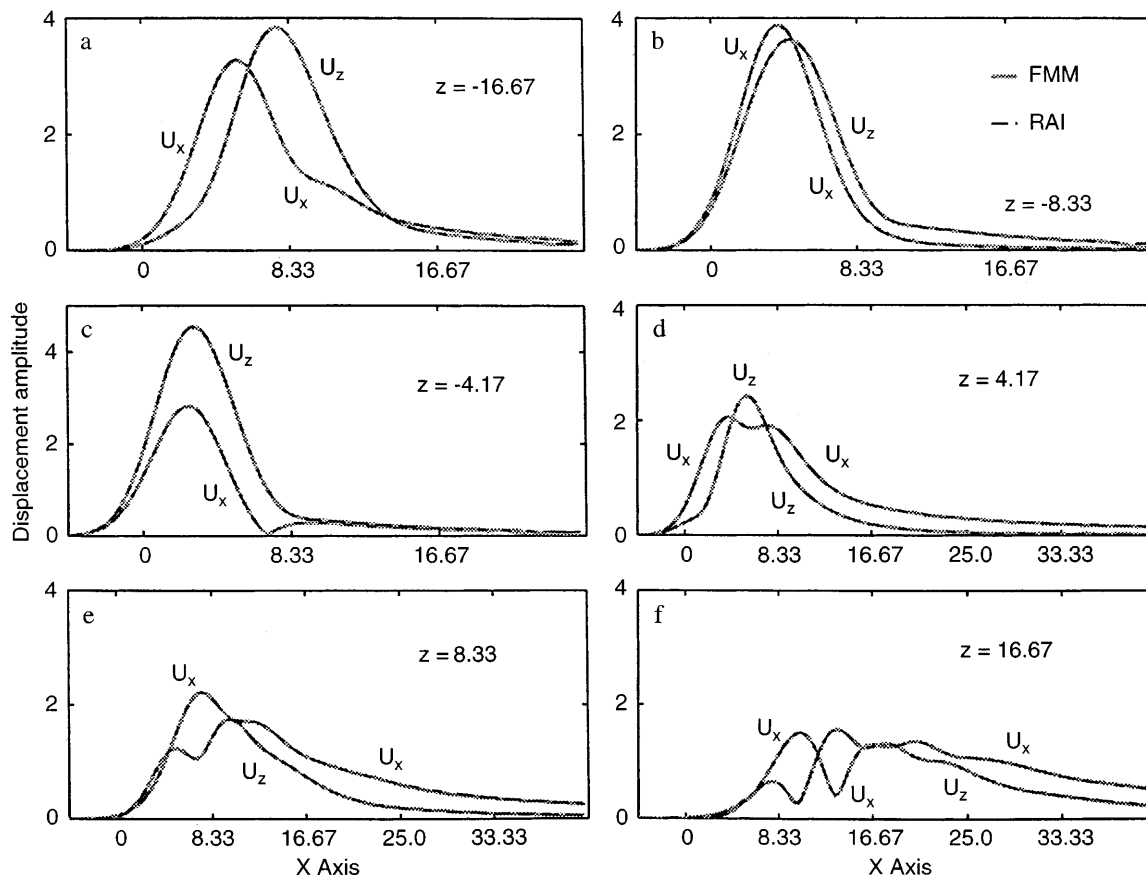 a
4
2
0
U_x
U_z
U_x
z = -16.67
0 8.33 16.67
b
4
2
0
U_x
U_z
U_x
FMM
RAI
z = -8.33
0 8.33 16.67
Displacement amplitude
c
4
2
0
U_z
U_x
z = -4.17
0 8.33 16.67
d
4
2
0
U_z
U_x
U_x
U_z
z = 4.17
0 8.33 16.67 25.0 33.33
e
4
2
0
U_x
U_x
U_z
z = 8.33
0 8.33 16.67 25.0 33.33
X Axis
f
4
2
0
U_x
U_x
U_x
U_z
z = 16.67
0 8.33 16.67 25.0 33.33
X Axis